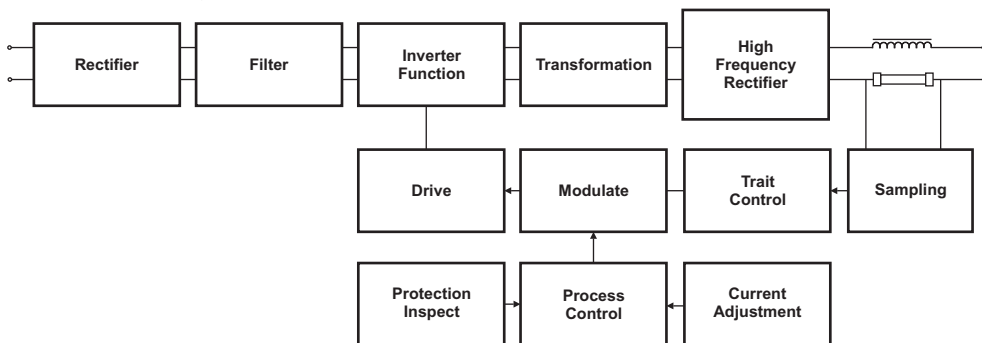 Rectifier
Filter
Inverter
Function
Transformation
High
Frequency
Rectifier
Drive
Modulate
Trait
Control
Sampling
Protection
Inspect
Process
Control
Current
Adjustment